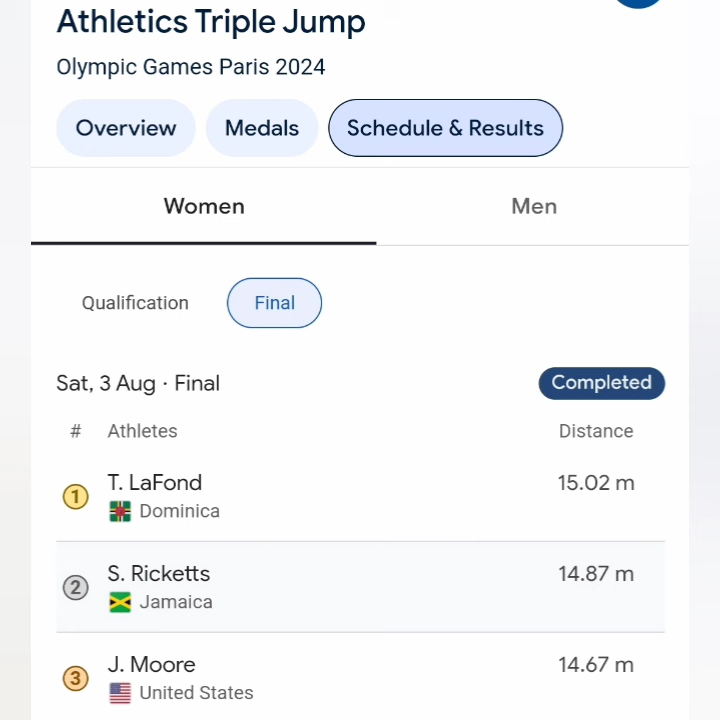 Athletics Triple Jump
Olympic Games Paris 2024
Overview Medals Schedule & Results
Women Men
Qualification Final
Sat, 3 Aug · Final Completed
# Athletes Distance
1 T. LaFond 15.02 m
Dominica
2 S. Ricketts 14.87 m
Jamaica
3 J. Moore 14.67 m
United States